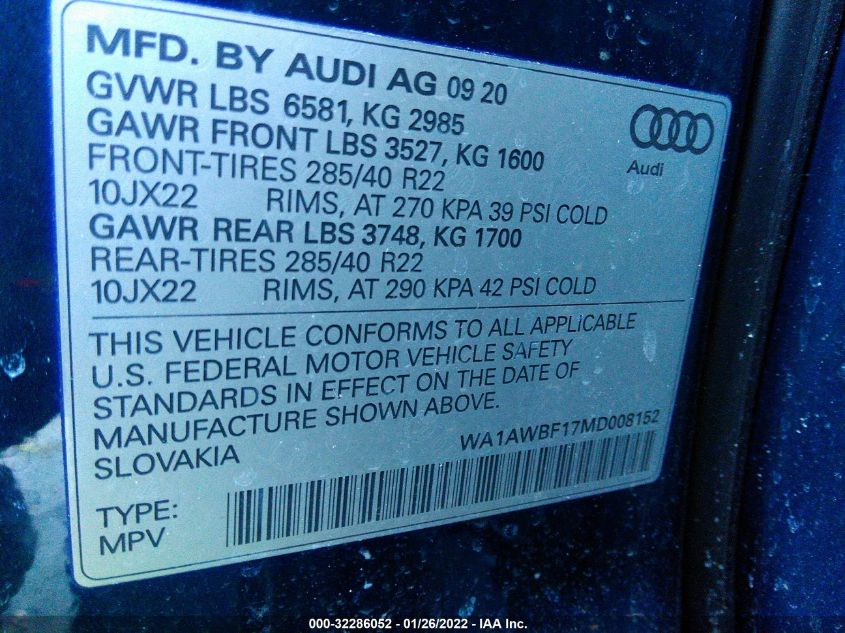 MFD. BY AUDI AG 09 20
GVWR LBS 6581, KG 2985
GAWR FRONT LBS 3527, KG 1600
FRONT-TIRES 285/40 R22
10JX22 RIMS, AT 270 KPA 39 PSI COLD
GAWR REAR LBS 3748, KG 1700
REAR-TIRES 285/40 R22
10JX22 RIMS, AT 290 KPA 42 PSI COLD
Audi
THIS VEHICLE CONFORMS TO ALL APPLICABLE
U.S. FEDERAL MOTOR VEHICLE SAFETY
STANDARDS IN EFFECT ON THE DATE OF
MANUFACTURE SHOWN ABOVE.
SLOVAKIA
WA1AWBF17MD008152
TYPE:
MPV
000-32286052 - 01/26/2022 - IAA Inc.